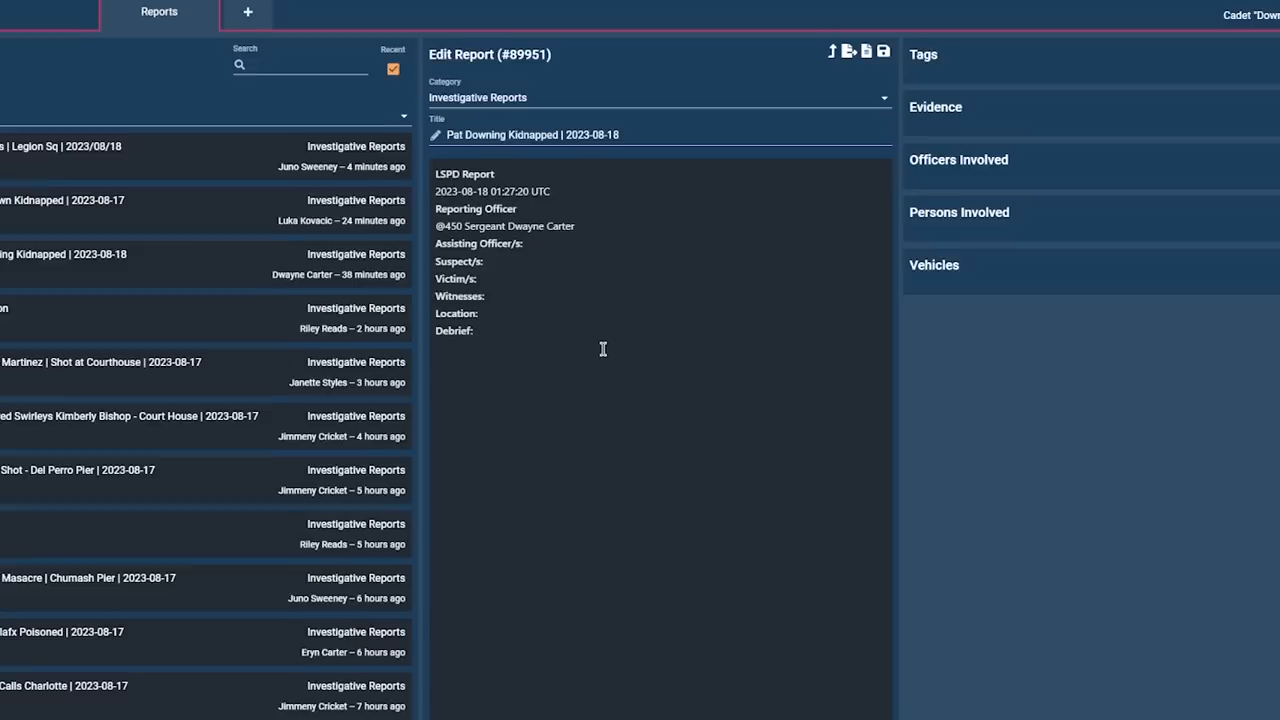 Reports
Cadet "Down
Search
Recent
s | Legion Sq | 2023/08/18
Investigative Reports
Juno Sweeney – 4 minutes ago
wn Kidnapped | 2023-08-17
Investigative Reports
Luka Kovacic – 24 minutes ago
ing Kidnapped | 2023-08-18
Investigative Reports
Dwayne Carter – 38 minutes ago
on
Investigative Reports
Riley Reads – 2 hours ago
Martinez | Shot at Courthouse | 2023-08-17
Investigative Reports
Janette Styles – 3 hours ago
ed Swirleys Kimberly Bishop - Court House | 2023-08-17
Investigative Reports
Jimmeny Cricket – 4 hours ago
Shot - Del Perro Pier | 2023-08-17
Investigative Reports
Jimmeny Cricket – 5 hours ago
Investigative Reports
Riley Reads – 5 hours ago
Masacre | Chumash Pier | 2023-08-17
Investigative Reports
Juno Sweeney – 6 hours ago
lafx Poisoned | 2023-08-17
Investigative Reports
Eryn Carter – 6 hours ago
Calls Charlotte | 2023-08-17
Investigative Reports
Jimmeny Cricket – 7 hours ago
Edit Report (#89951)
Category
Investigative Reports
Title
Pat Downing Kidnapped | 2023-08-18
LSPD Report
2023-08-18 01:27:20 UTC
Reporting Officer
@450 Sergeant Dwayne Carter
Assisting Officer/s:
Suspect/s:
Victim/s:
Witnesses:
Location:
Debrief:
Tags
Evidence
Officers Involved
Persons Involved
Vehicles